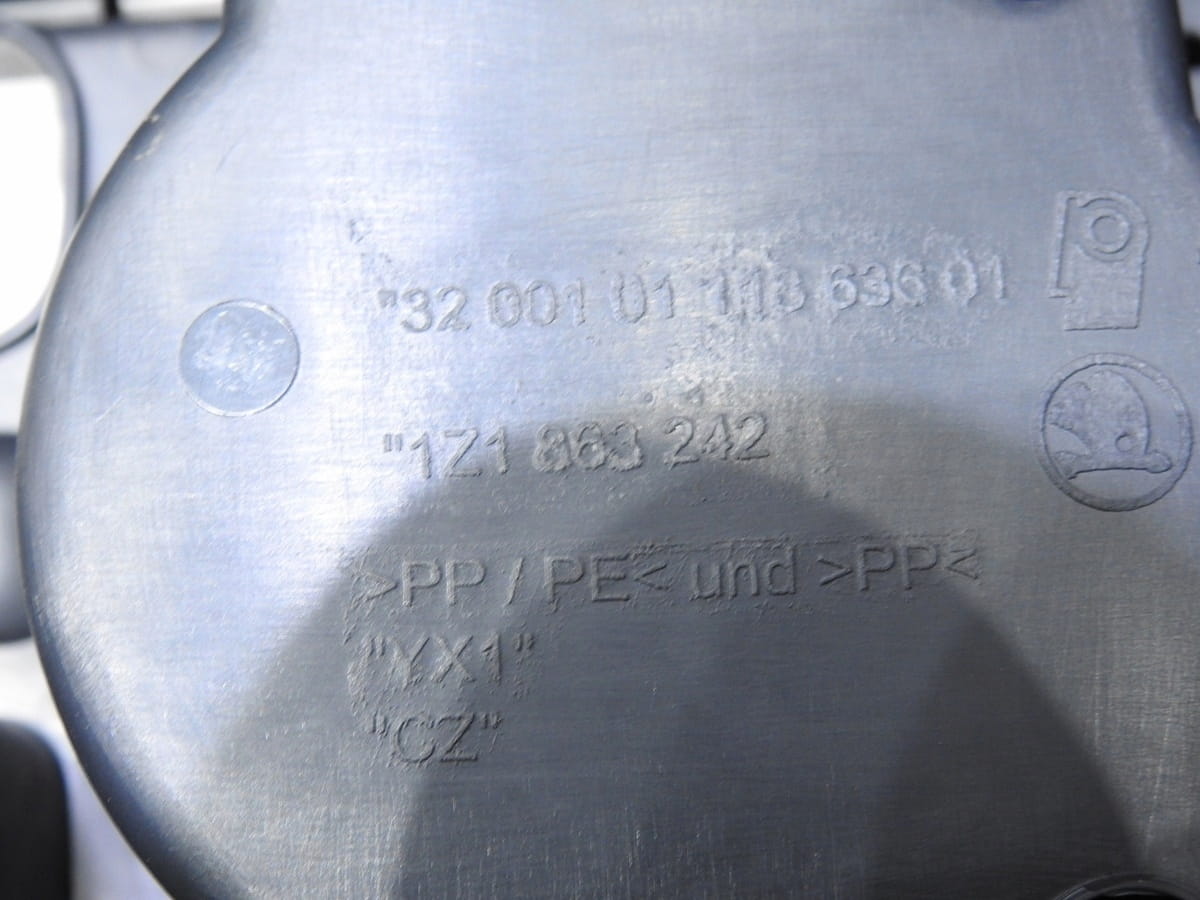 "32 001 01 113 636 01
"1Z1 863 242
>PP / PE< und >PP<
"YX1"
"CZ"